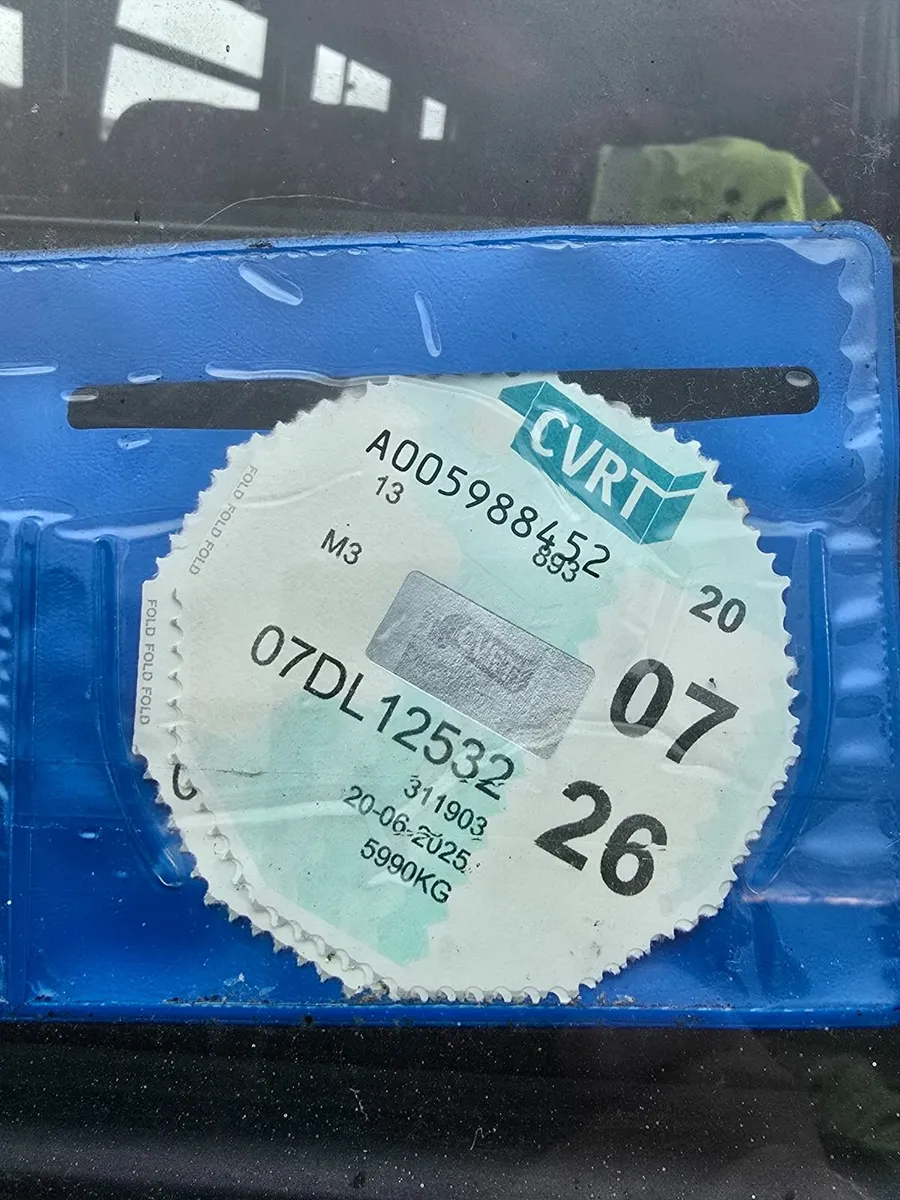 CVRT
A005988452
13
893
M3
20
07
26
07DL12532
311903
20-06-2025
5990KG
FOLD FOLD FOLD
FOLD FOLD FOLD